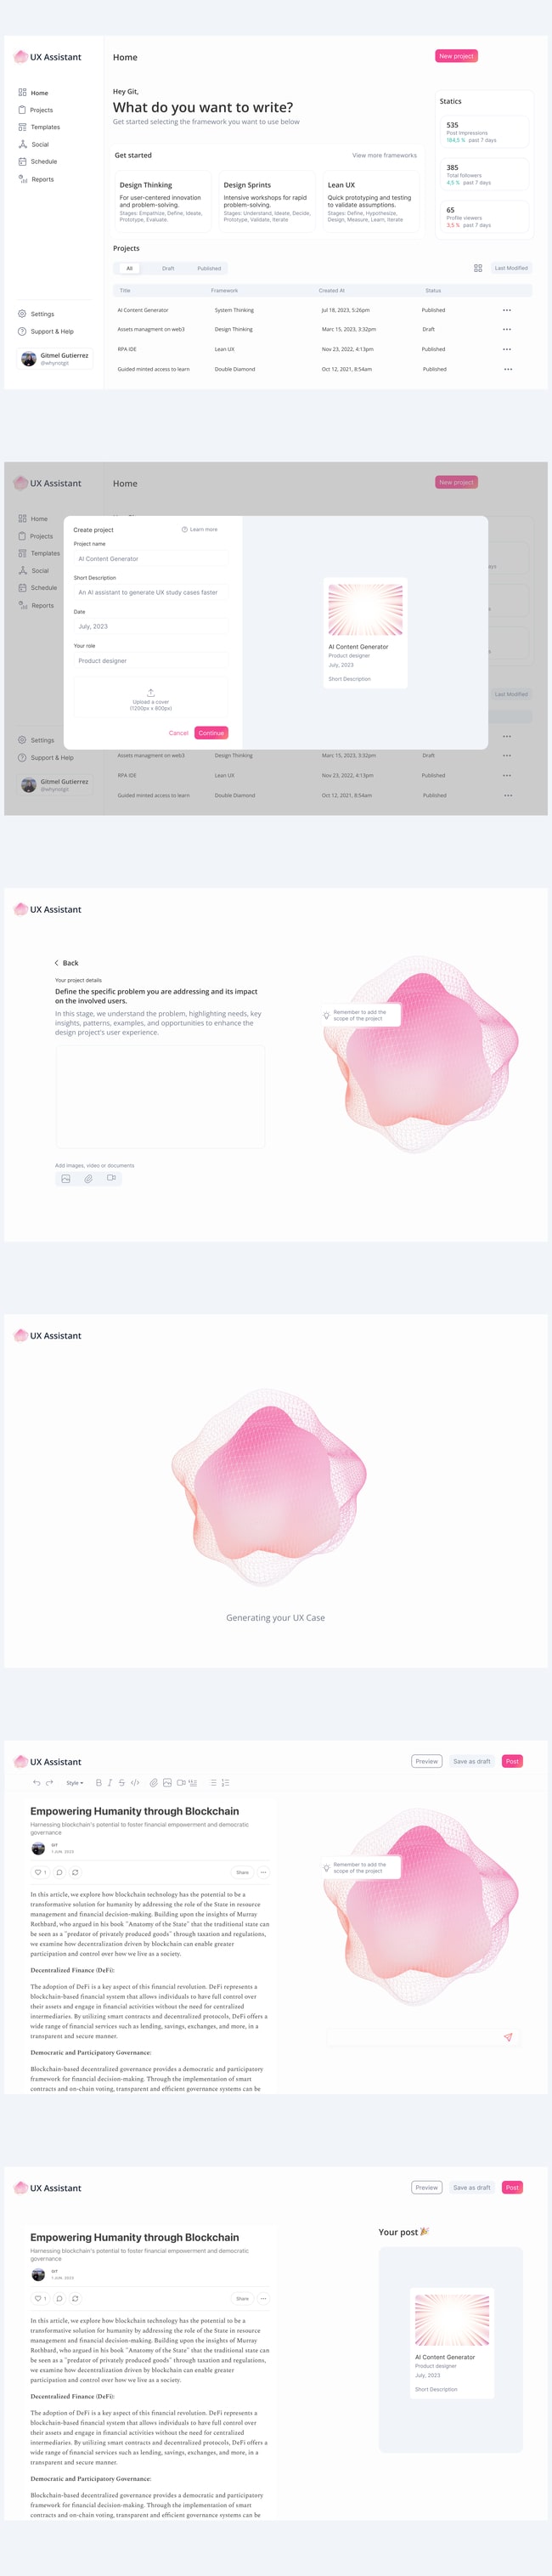 UX Assistant
Home
New project
Home
Projects
Templates
Social
Schedule
Reports
Settings
Support & Help
Gitmel Gutierrez
@whynotgit
Hey Git,
What do you want to write?
Get started selecting the framework you want to use below
Get started
View more frameworks
Design Thinking
For user-centered innovation
and problem-solving.
Stages: Empathize, Define, Ideate,
Prototype, Evaluate.
Design Sprints
Intensive workshops for rapid
problem-solving.
Stages: Understand, Ideate, Decide,
Prototype, Validate, Iterate
Lean UX
Quick prototyping and testing
to validate assumptions.
Stages: Define, Hypothesize,
Design, Measure, Learn, Iterate
Statics
535
Post Impressions
184,5 % past 7 days
385
Total followers
4,5 % past 7 days
65
Profile viewers
3,5 % past 7 days
Projects
All Draft Published
Last Modified
Title Framework Created At Status
AI Content Generator System Thinking Jul 18, 2023, 5:26pm Published
Assets managment on web3 Design Thinking Marc 15, 2023, 3:32pm Draft
RPA IDE Lean UX Nov 23, 2022, 4:13pm Published
Guided minted access to learn Double Diamond Oct 12, 2021, 8:54am Published
UX Assistant
Home
New project
Home
Projects
Templates
Social
Schedule
Reports
Settings
Support & Help
Gitmel Gutierrez
@whynotgit
Create project
Learn more
Project name
AI Content Generator
Short Description
An AI assistant to generate UX study cases faster
Date
July, 2023
Your role
Product designer
Upload a cover
(1200px x 800px)
Cancel
Continue
AI Content Generator
Product designer
July, 2023
Short Description
Last Modified
Assets managment on web3 Design Thinking Marc 15, 2023, 3:32pm Draft
RPA IDE Lean UX Nov 23, 2022, 4:13pm Published
Guided minted access to learn Double Diamond Oct 12, 2021, 8:54am Published
UX Assistant
Back
Your project details
Define the specific problem you are addressing and its impact
on the involved users.
In this stage, we understand the problem, highlighting needs, key
insights, patterns, examples, and opportunities to enhance the
design project's user experience.
Add images, video or documents
Remember to add the
scope of the project
UX Assistant
Generating your UX Case
UX Assistant
Preview
Save as draft
Post
Style
Empowering Humanity through Blockchain
Harnessing blockchain's potential to foster financial empowerment and democratic
governance
GIT
1 JUN. 2023
1
Share
In this article, we explore how blockchain technology has the potential to be a
transformative solution for humanity by addressing the role of the State in resource
management and financial decision-making. Building upon the insights of Murray
Rothbard, who argued in his book "Anatomy of the State" that the traditional state can
be seen as a "predator of privately produced goods" through taxation and regulations,
we examine how decentralization driven by blockchain can enable greater
participation and control over how we live as a society.
Decentralized Finance (DeFi):
The adoption of DeFi is a key aspect of this financial revolution. DeFi represents a
blockchain-based financial system that allows individuals to have full control over
their assets and engage in financial activities without the need for centralized
intermediaries. By utilizing smart contracts and decentralized protocols, DeFi offers a
wide range of financial services such as lending, savings, exchanges, and more, in a
transparent and secure manner.
Democratic and Participatory Governance:
Blockchain-based decentralized governance provides a democratic and participatory
framework for financial decision-making. Through the implementation of smart
contracts and on-chain voting, transparent and efficient governance systems can be
Remember to add the
scope of the project
UX Assistant
Preview
Save as draft
Post
Empowering Humanity through Blockchain
Harnessing blockchain's potential to foster financial empowerment and democratic
governance
GIT
1 JUN. 2023
1
Share
In this article, we explore how blockchain technology has the potential to be a
transformative solution for humanity by addressing the role of the State in resource
management and financial decision-making. Building upon the insights of Murray
Rothbard, who argued in his book "Anatomy of the State" that the traditional state can
be seen as a "predator of privately produced goods" through taxation and regulations,
we examine how decentralization driven by blockchain can enable greater
participation and control over how we live as a society.
Decentralized Finance (DeFi):
The adoption of DeFi is a key aspect of this financial revolution. DeFi represents a
blockchain-based financial system that allows individuals to have full control over
their assets and engage in financial activities without the need for centralized
intermediaries. By utilizing smart contracts and decentralized protocols, DeFi offers a
wide range of financial services such as lending, savings, exchanges, and more, in a
transparent and secure manner.
Democratic and Participatory Governance:
Blockchain-based decentralized governance provides a democratic and participatory
framework for financial decision-making. Through the implementation of smart
contracts and on-chain voting, transparent and efficient governance systems can be
Your post 🎉
AI Content Generator
Product designer
July, 2023
Short Description